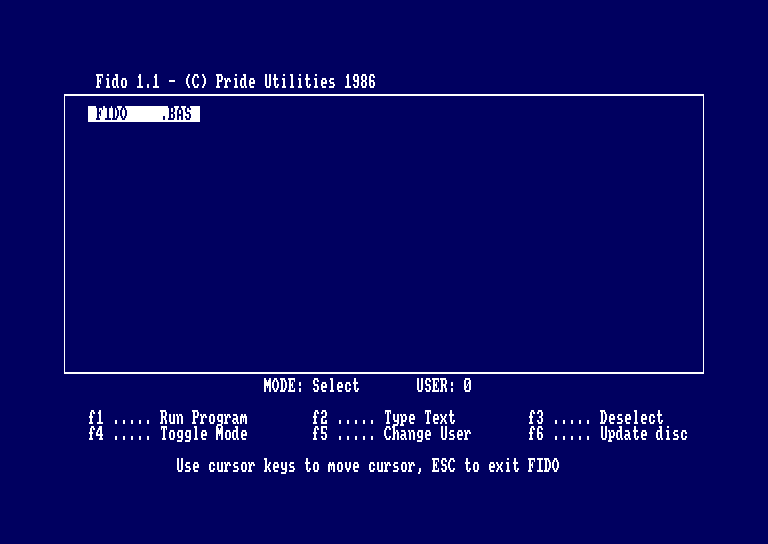 Fido 1.1 - (C) Pride Utilities 1986
FIDO    .BAS
MODE: Select       USER: 0
f1 ..... Run Program        f2 ..... Type Text         f3 ..... Deselect
f4 ..... Toggle Mode        f5 ..... Change User       f6 ..... Update disc
Use cursor keys to move cursor, ESC to exit FIDO